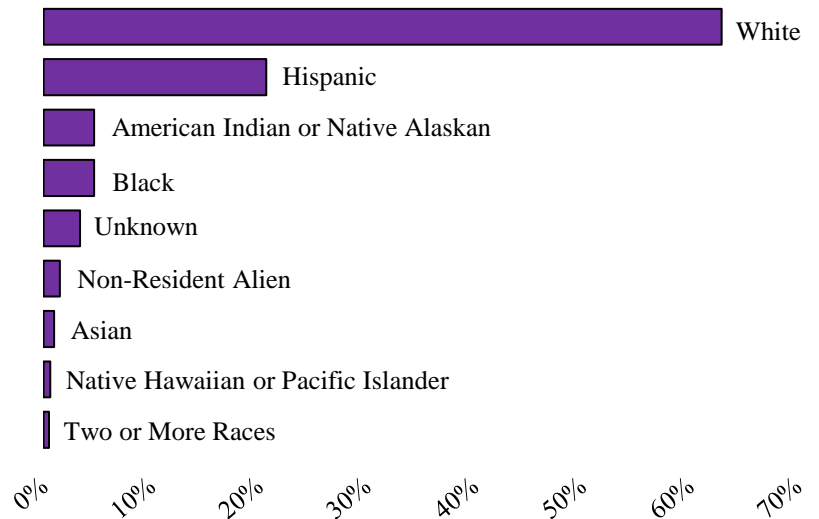 White
Hispanic
American Indian or Native Alaskan
Black
Unknown
Non-Resident Alien
Asian
Native Hawaiian or Pacific Islander
Two or More Races
0% 10% 20% 30% 40% 50% 60% 70%